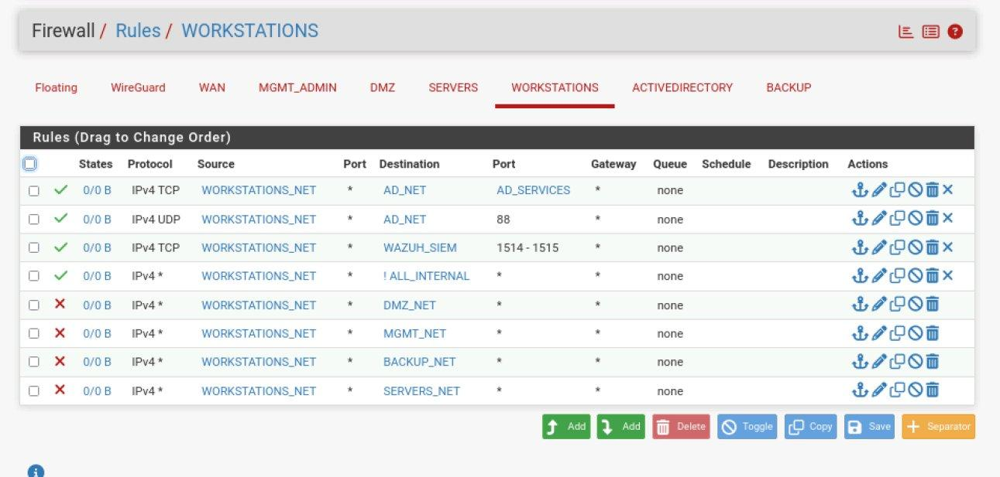 Firewall / Rules / WORKSTATIONS
Floating WireGuard WAN MGMT_ADMIN DMZ SERVERS WORKSTATIONS ACTIVEDIRECTORY BACKUP
Rules (Drag to Change Order)
States Protocol Source Port Destination Port Gateway Queue Schedule Description Actions
0/0 B IPv4 TCP WORKSTATIONS_NET * AD_NET AD_SERVICES * none
0/0 B IPv4 UDP WORKSTATIONS_NET * AD_NET 88 * none
0/0 B IPv4 TCP WORKSTATIONS_NET * WAZUH_SIEM 1514 - 1515 * none
0/0 B IPv4 * WORKSTATIONS_NET * ! ALL_INTERNAL * * none
0/0 B IPv4 * WORKSTATIONS_NET * DMZ_NET * * none
0/0 B IPv4 * WORKSTATIONS_NET * MGMT_NET * * none
0/0 B IPv4 * WORKSTATIONS_NET * BACKUP_NET * * none
0/0 B IPv4 * WORKSTATIONS_NET * SERVERS_NET * * none
Add Add Delete Toggle Copy Save Separator